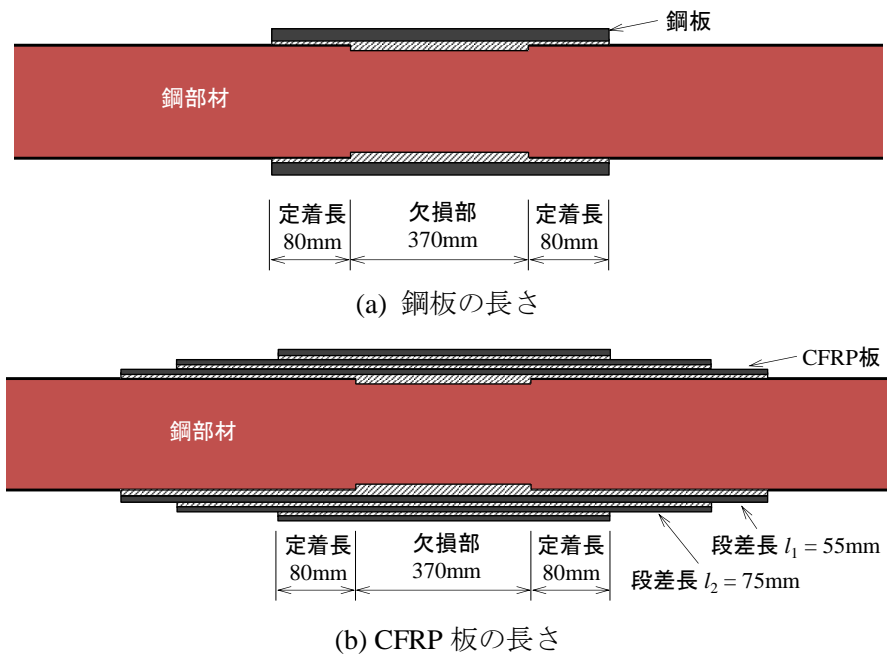 鋼板
鋼部材
定着長 欠損部 定着長
80mm 370mm 80mm
(a) 鋼板の長さ
CFRP板
鋼部材
定着長 欠損部 定着長
80mm 370mm 80mm
段差長 l₁ = 55mm
段差長 l₂ = 75mm
(b) CFRP 板の長さ